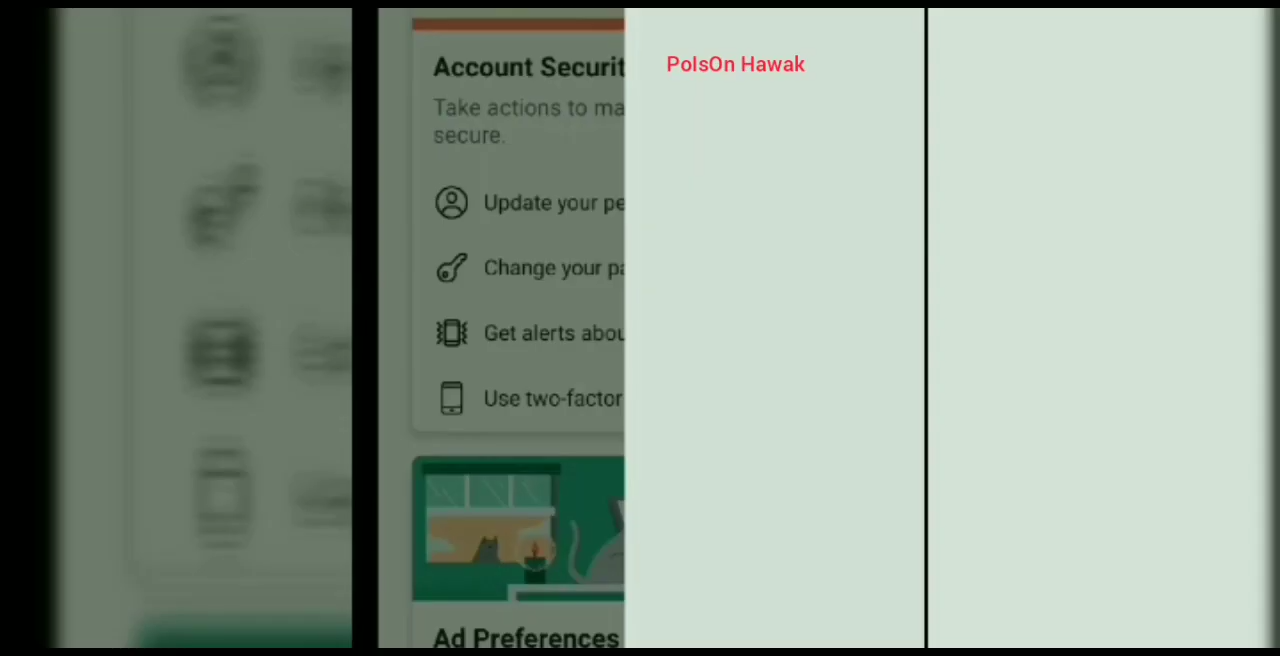 Account Securit
Take actions to ma
secure.
Update your pe
Change your pa
Get alerts abou
Use two-factor
Ad Preferences
PoIsOn Hawak